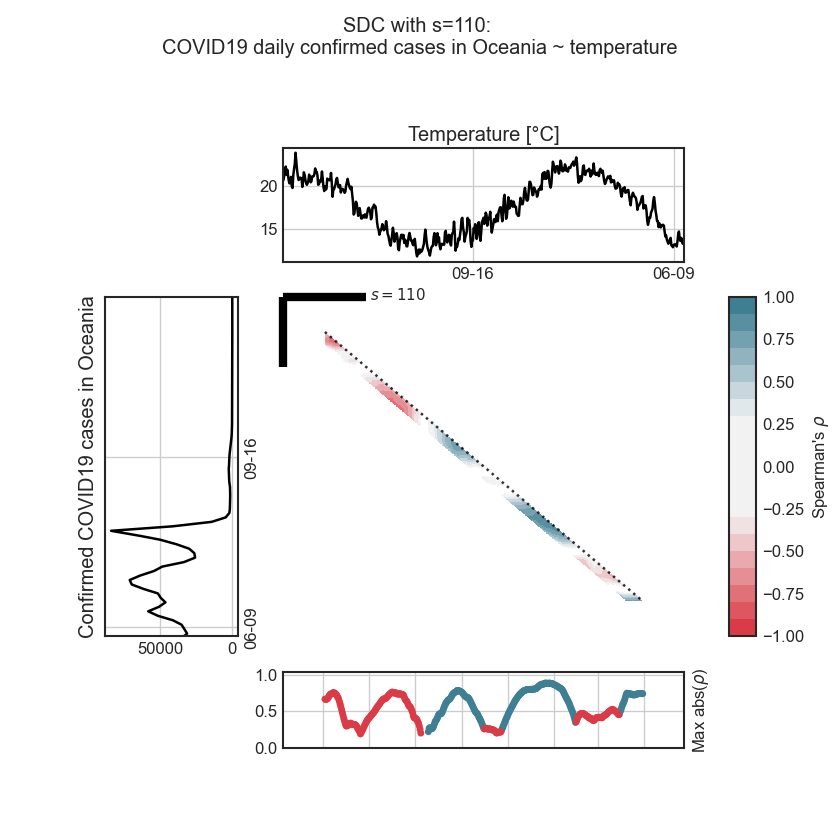 SDC with s=110:
COVID19 daily confirmed cases in Oceania ~ temperature
Temperature [°C]
20
15
09-16
06-09
s = 110
Confirmed COVID19 cases in Oceania
09-16
06-09
50000
0
1.00
0.75
0.50
0.25
0.00
−0.25
−0.50
−0.75
−1.00
Spearman's ρ
1.0
0.5
0.0
Max abs(ρ)